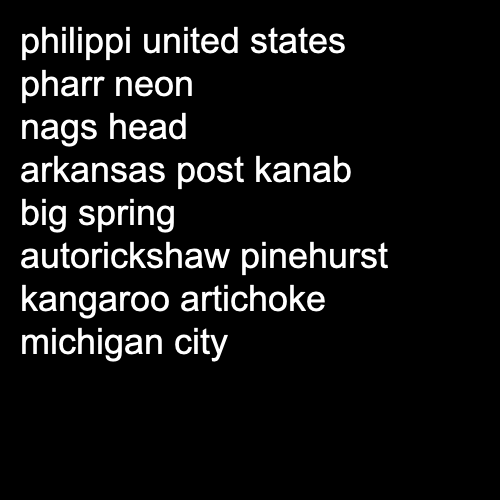 philippi united states
pharr neon
nags head
arkansas post kanab
big spring
autorickshaw pinehurst
kangaroo artichoke
michigan city